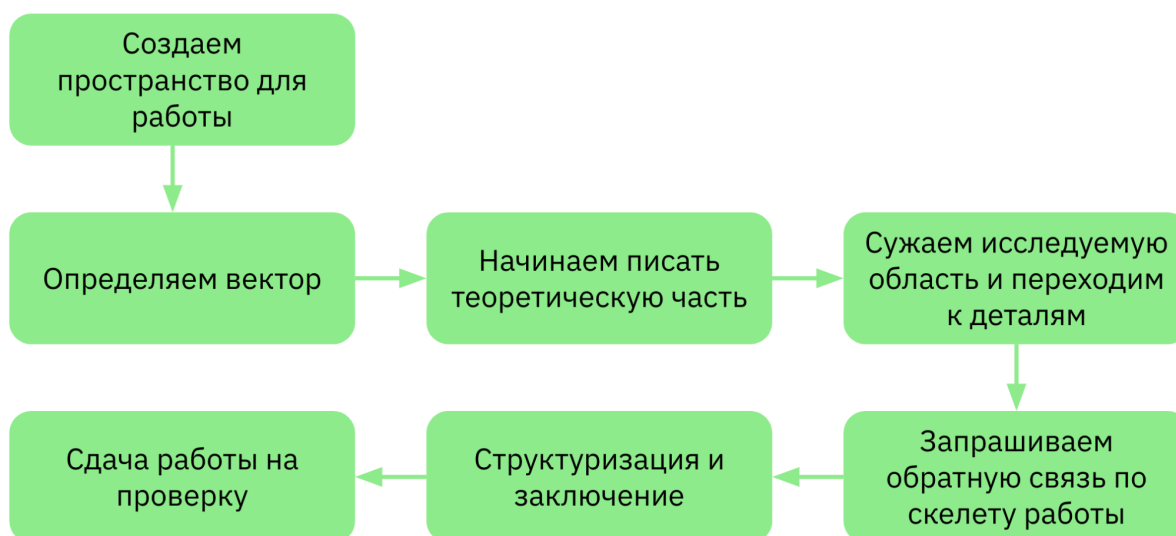 Создаем
пространство для
работы
Определяем вектор
Начинаем писать
теоретическую часть
Сужаем исследуемую
область и переходим
к деталям
Запрашиваем
обратную связь по
скелету работы
Структуризация и
заключение
Сдача работы на
проверку